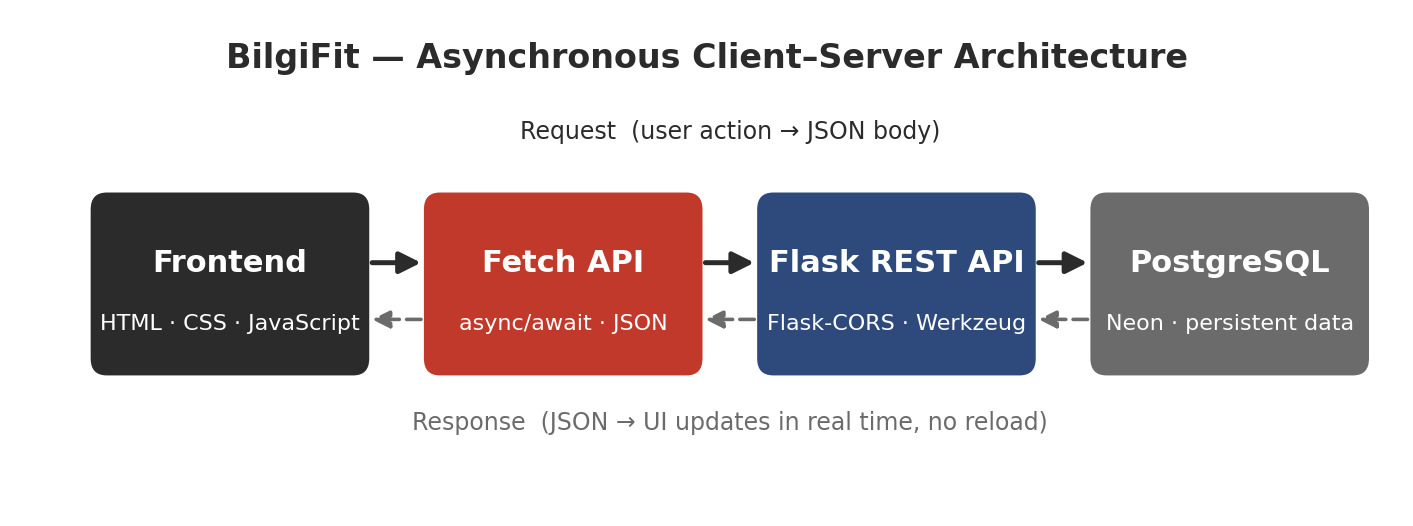 BilgiFit — Asynchronous Client–Server Architecture
Request (user action → JSON body)
Frontend
HTML · CSS · JavaScript
Fetch API
async/await · JSON
Flask REST API
Flask-CORS · Werkzeug
PostgreSQL
Neon · persistent data
Response (JSON → UI updates in real time, no reload)